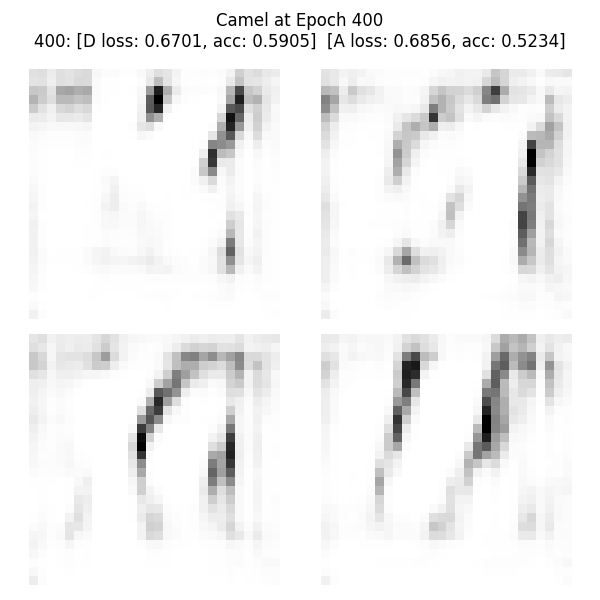 Camel at Epoch 400
400: [D loss: 0.6701, acc: 0.5905]  [A loss: 0.6856, acc: 0.5234]